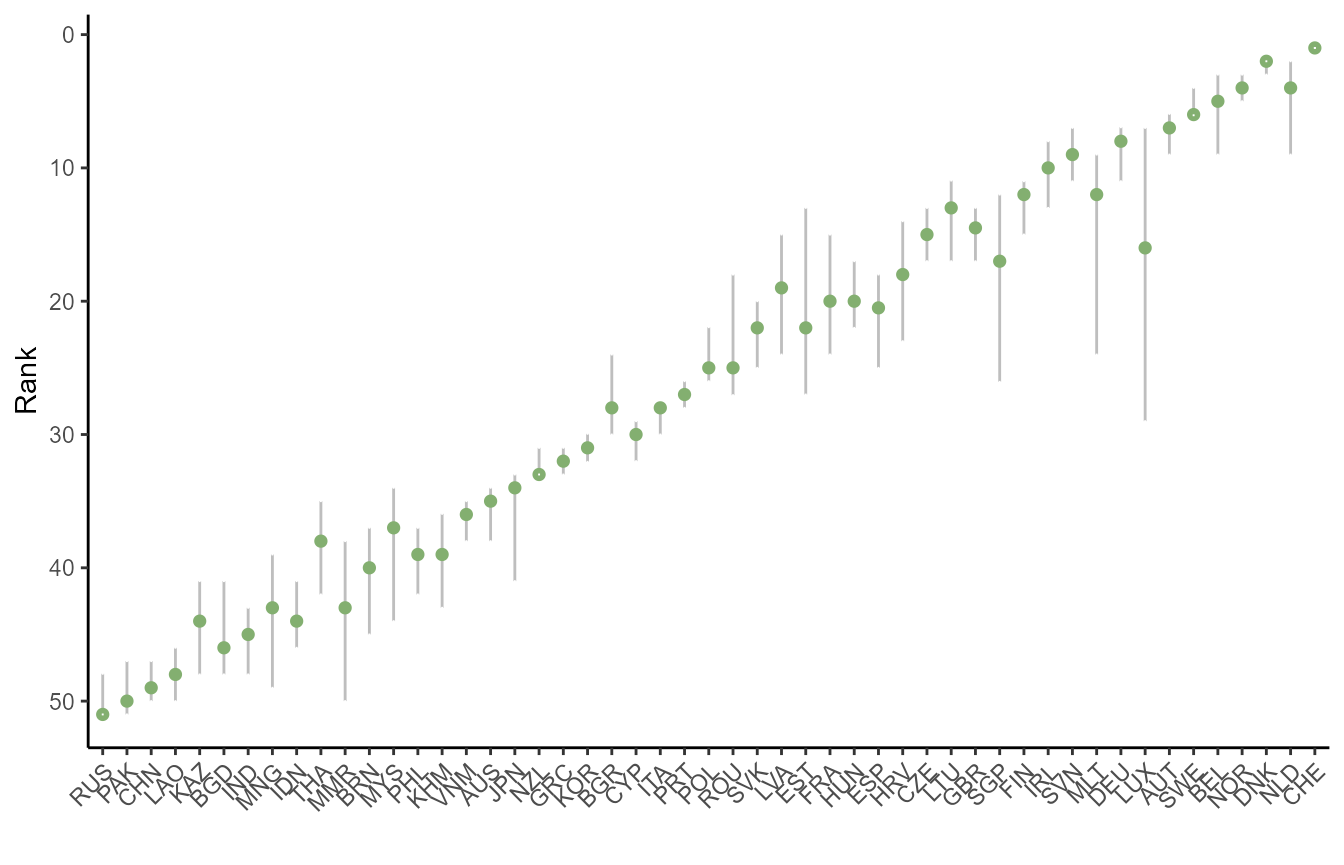 0
10
20
30
40
50
Rank
RUS
PAK
CHN
LAO
KAZ
BGD
IND
MNG
IDN
THA
MMR
BRN
MYS
PHL
KHM
VNM
AUS
JPN
NZL
GRC
KOR
BGR
CYP
ITA
PRT
POL
ROU
SVK
LVA
EST
FRA
HUN
ESP
HRV
CZE
LTU
GBR
SGP
FIN
IRL
SVN
MLT
DEU
LUX
AUT
SWE
BEL
NOR
DNK
NLD
CHE